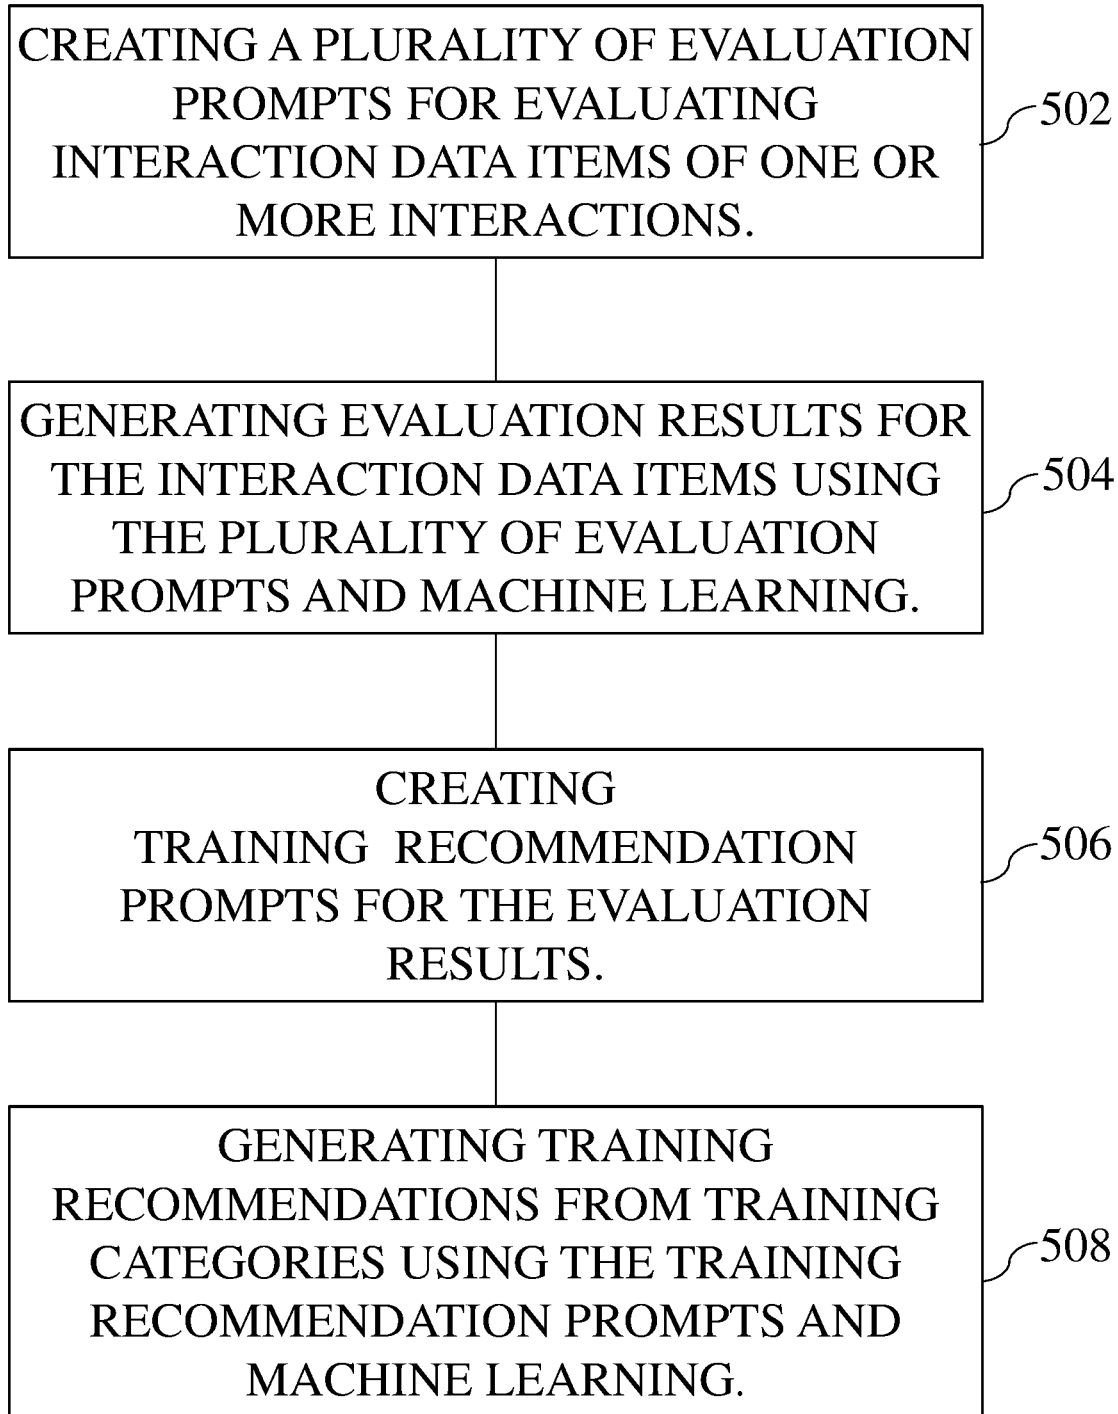 CREATING A PLURALITY OF EVALUATION
PROMPTS FOR EVALUATING
INTERACTION DATA ITEMS OF ONE OR
MORE INTERACTIONS.
502
GENERATING EVALUATION RESULTS FOR
THE INTERACTION DATA ITEMS USING
THE PLURALITY OF EVALUATION
PROMPTS AND MACHINE LEARNING.
504
CREATING
TRAINING RECOMMENDATION
PROMPTS FOR THE EVALUATION
RESULTS.
506
GENERATING TRAINING
RECOMMENDATIONS FROM TRAINING
CATEGORIES USING THE TRAINING
RECOMMENDATION PROMPTS AND
MACHINE LEARNING.
508